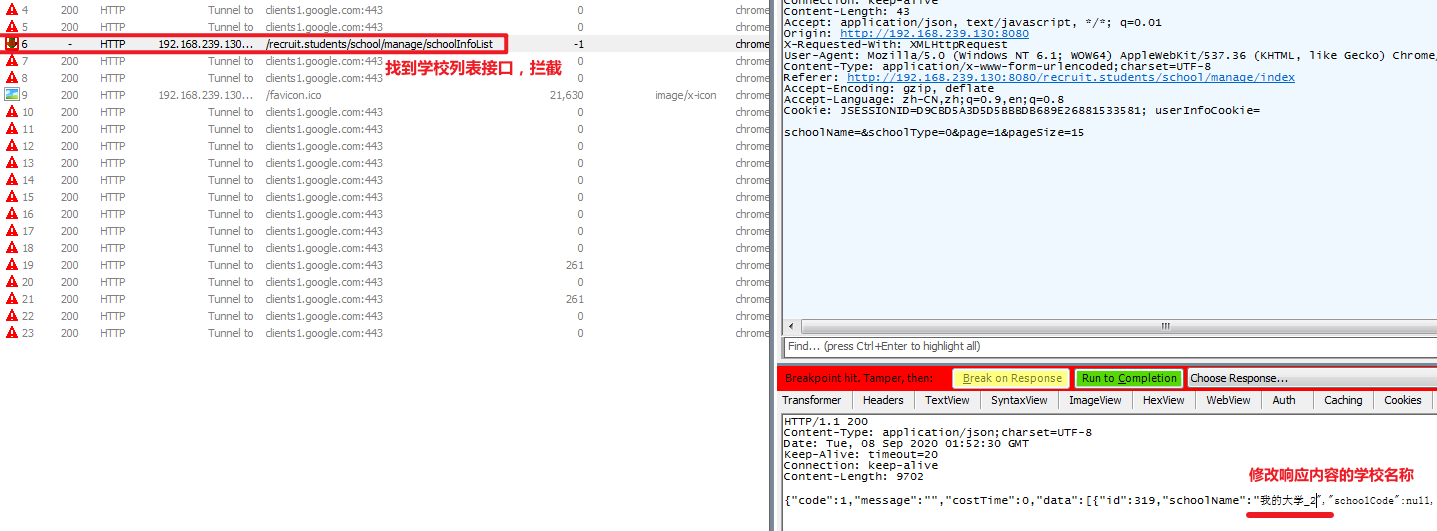 4 200 HTTP Tunnel to clients1.google.com:443 0 chrome
5 200 HTTP Tunnel to clients1.google.com:443 0 chrome
6 - HTTP 192.168.239.130... /recruit.students/school/manage/schoolInfoList -1 chrome
7 200 HTTP Tunnel to clients1.google.com:443 0 chrome
找到学校列表接口，拦截
8 200 HTTP Tunnel to clients1.google.com:443 0 chrome
9 200 HTTP 192.168.239.130... /favicon.ico 21,630 image/x-icon chrome
10 200 HTTP Tunnel to clients1.google.com:443 0 chrome
11 200 HTTP Tunnel to clients1.google.com:443 0 chrome
12 200 HTTP Tunnel to clients1.google.com:443 0 chrome
13 200 HTTP Tunnel to clients1.google.com:443 0 chrome
14 200 HTTP Tunnel to clients1.google.com:443 0 chrome
15 200 HTTP Tunnel to clients1.google.com:443 0 chrome
16 200 HTTP Tunnel to clients1.google.com:443 0 chrome
17 200 HTTP Tunnel to clients1.google.com:443 0 chrome
18 200 HTTP Tunnel to clients1.google.com:443 0 chrome
19 200 HTTP Tunnel to clients1.google.com:443 261 chrome
20 200 HTTP Tunnel to clients1.google.com:443 0 chrome
21 200 HTTP Tunnel to clients1.google.com:443 261 chrome
22 200 HTTP Tunnel to clients1.google.com:443 0 chrome
23 200 HTTP Tunnel to clients1.google.com:443 0 chrome
Connection: keep-alive
Content-Length: 43
Accept: application/json, text/javascript, */*; q=0.01
Origin: http://192.168.239.130:8080
X-Requested-With: XMLHttpRequest
User-Agent: Mozilla/5.0 (Windows NT 6.1; WOW64) AppleWebKit/537.36 (KHTML, like Gecko) Chrome/
Content-Type: application/x-www-form-urlencoded;charset=UTF-8
Referer: http://192.168.239.130:8080/recruit.students/school/manage/index
Accept-Encoding: gzip, deflate
Accept-Language: zh-CN,zh;q=0.9,en;q=0.8
Cookie: JSESSIONID=D9CBD5A3D5D5BBBDB689E26881533581; userInfoCookie=
schoolName=&schoolType=0&page=1&pageSize=15
Find... (press Ctrl+Enter to highlight all)
Breakpoint hit. Tamper, then: Break on Response Run to Completion Choose Response...
Transformer Headers TextView SyntaxView ImageView HexView WebView Auth Caching Cookies
HTTP/1.1 200
Content-Type: application/json;charset=UTF-8
Date: Tue, 08 Sep 2020 01:52:30 GMT
Keep-Alive: timeout=20
Connection: keep-alive
Content-Length: 9702
修改响应内容的学校名称
{"code":1,"message":"","costTime":0,"data":[{"id":319,"schoolName":"我的大学_2","schoolCode":null,